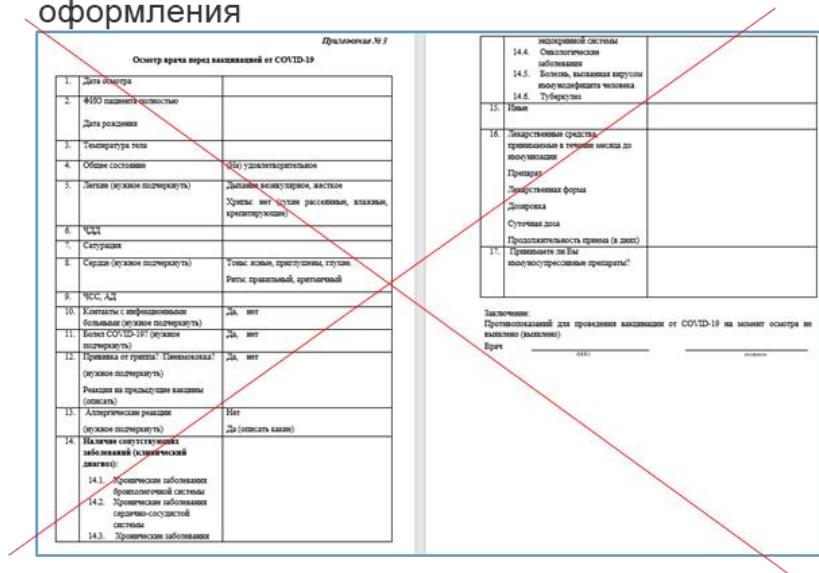 оформления
Приложение № 3
Осмотр врача перед вакцинацией от COVID-19
1. Дата осмотра
2. ФИО пациента полностью
Дата рождения
3. Температура тела
4. Общее состояние (Не) удовлетворительное
5. Легкие (нужное подчеркнуть) Дыхание везикулярное, жесткое
Хрипы: нет (сухие рассеянные, влажные,
крепитирующие)
6. ЧДД
7. Сатурация
8. Сердце (нужное подчеркнуть) Тоны: ясные, приглушены, глухие.
Ритм: правильный, аритмичный
9. ЧСС, АД
10. Контакты с инфекционными Да, нет
больными (нужное подчеркнуть)
11. Болел COVID-19? (нужное Да, нет
подчеркнуть)
12. Прививка от гриппа? /Пневмококка? Да, нет
(нужное подчеркнуть)
Реакция на предыдущие вакцины
(описать)
13. Аллергические реакции Нет
(нужное подчеркнуть) Да (описать какие)
14. Наличие сопутствующих
заболеваний (клинический
диагноз):
14.1. Хронические заболевания
бронхолегочной системы
14.2. Хронические заболевания
сердечно-сосудистой
системы
14.3. Хронические заболевания
эндокринной системы
14.4. Онкологические
заболевания
14.5. Болезнь, вызванная вирусом
иммунодефицита человека
14.6. Туберкулез
15. Иные
16. Лекарственные средства,
принимаемые в течение месяца до
иммунизации
Препарат
Лекарственная форма
Дозировка
Суточная доза
Продолжительность приема (в днях)
17. Принимаете ли Вы
иммуносупрессивные препараты?
Заключение:
Противопоказаний для проведения вакцинации от COVID-19 на момент осмотра не
выявлено (выявлено)
Врач
(ФИО) подпись